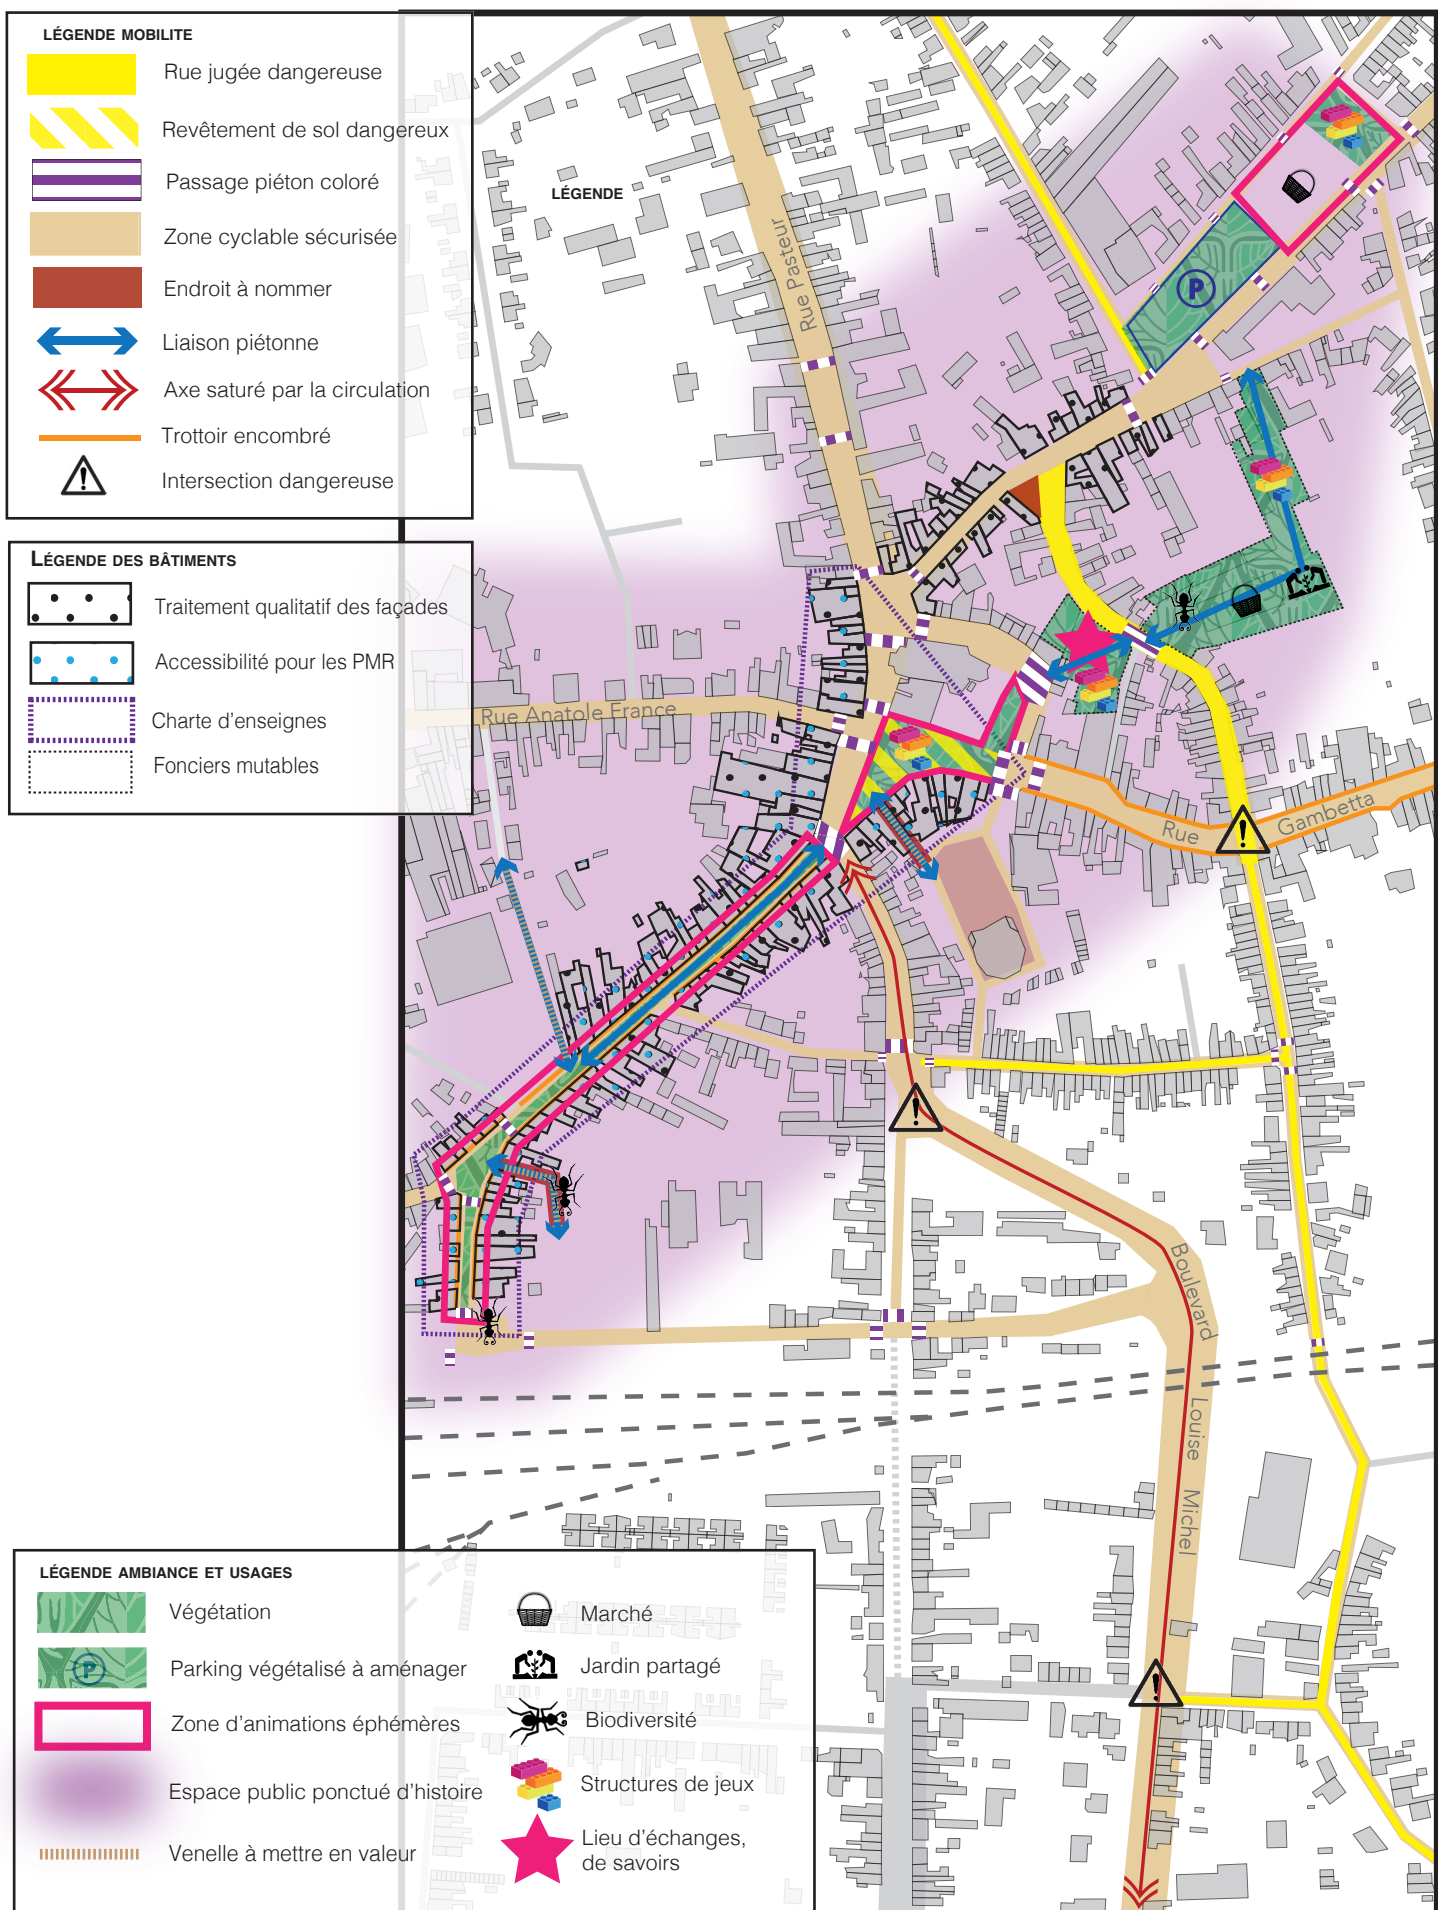 LÉGENDE MOBILITE
Rue jugée dangereuse
Revêtement de sol dangereux
Passage piéton coloré
Zone cyclable sécurisée
Endroit à nommer
Liaison piétonne
Axe saturé par la circulation
Trottoir encombré
Intersection dangereuse
LÉGENDE DES BÂTIMENTS
Traitement qualitatif des façades
Accessibilité pour les PMR
Charte d'enseignes
Fonciers mutables
LÉGENDE
Rue Pasteur
P
Rue Anatole France
Rue Gambetta
Boulevard Louise Michel
LÉGENDE AMBIANCE ET USAGES
Végétation
P
Parking végétalisé à aménager
Zone d'animations éphémères
Espace public ponctué d'histoire
Venelle à mettre en valeur
Marché
Jardin partagé
Biodiversité
Structures de jeux
Lieu d'échanges,
de savoirs